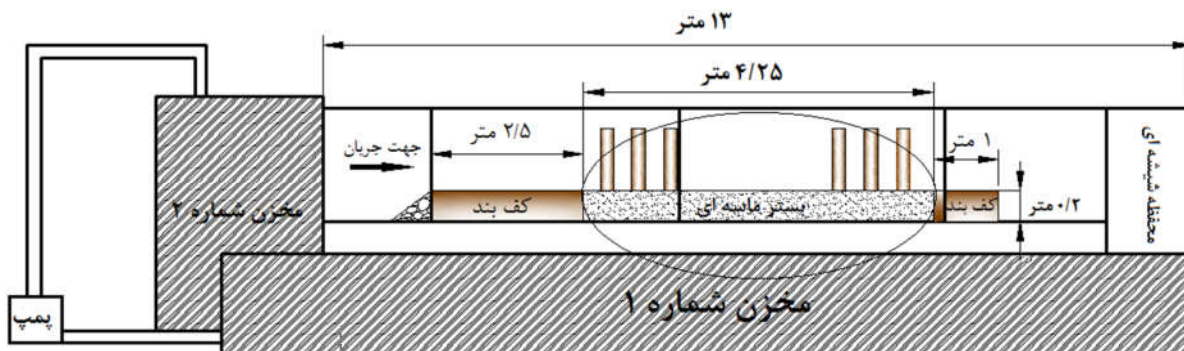 ۱۳ متر
۴/۲۵ متر
۲/۵ متر
۱ متر
جهت جریان
کف بند
بستر ماسه ای
کف بند
۰/۲ متر
محفظه شیشه ای
مخزن شماره ۲
مخزن شماره ۱
پمپ